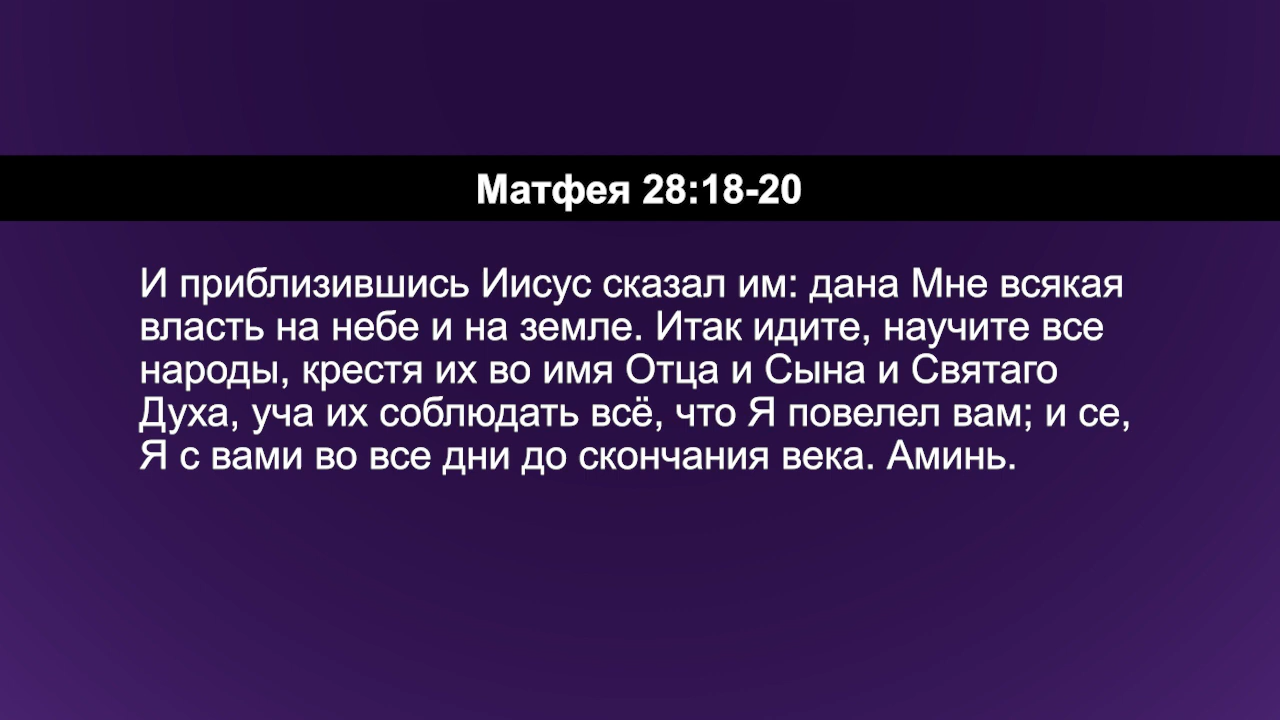 Матфея 28:18-20
И приблизившись Иисус сказал им: дана Мне всякая
власть на небе и на земле. Итак идите, научите все
народы, крестя их во имя Отца и Сына и Святаго
Духа, уча их соблюдать всё, что Я повелел вам; и се,
Я с вами во все дни до скончания века. Аминь.